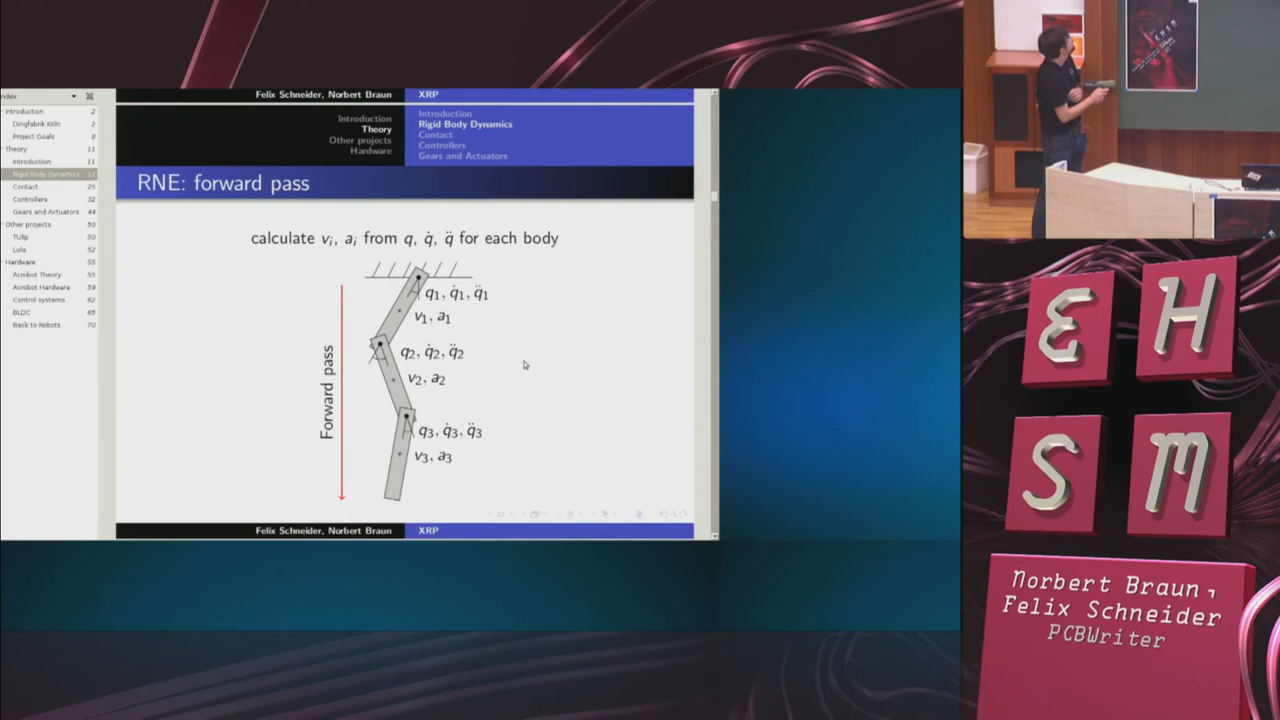 ndex
Introduction 2
Dingfabrik Köln 2
Project Goals 8
Theory 11
Introduction 11
Rigid Body Dynamics 12
Contact 25
Controllers 32
Gears and Actuators 44
Other projects 50
TUlip 50
Lola 52
Hardware 55
Acrobot Theory 55
Acrobot Hardware 59
Control systems 62
BLDC 65
Back to Robots 70
Felix Schneider, Norbert Braun XRP
Introduction
Theory
Other projects
Hardware
Introduction
Rigid Body Dynamics
Contact
Controllers
Gears and Actuators
RNE: forward pass
calculate vᵢ, aᵢ from q, q̇, q̈ for each body
Forward pass
q₁, q̇₁, q̈₁
v₁, a₁
q₂, q̇₂, q̈₂
v₂, a₂
q₃, q̇₃, q̈₃
v₃, a₃
Felix Schneider, Norbert Braun XRP
EHSM
E H
S M
Norbert Braun,
Felix Schneider
PCBWriter